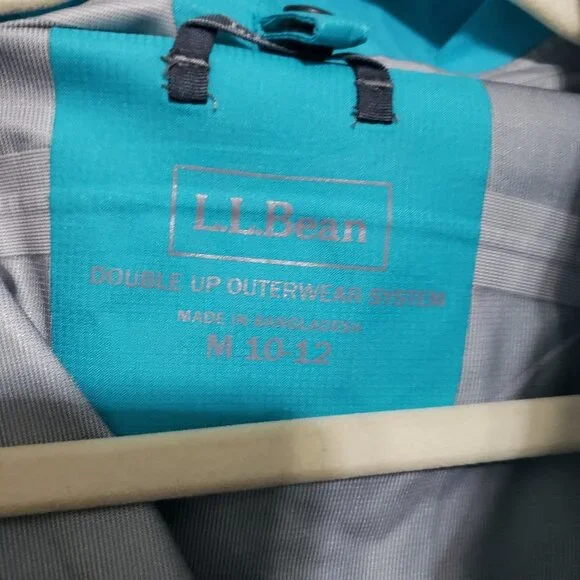 L.L.Bean
DOUBLE UP OUTERWEAR SYSTEM
MADE IN BANGLADESH
M 10-12